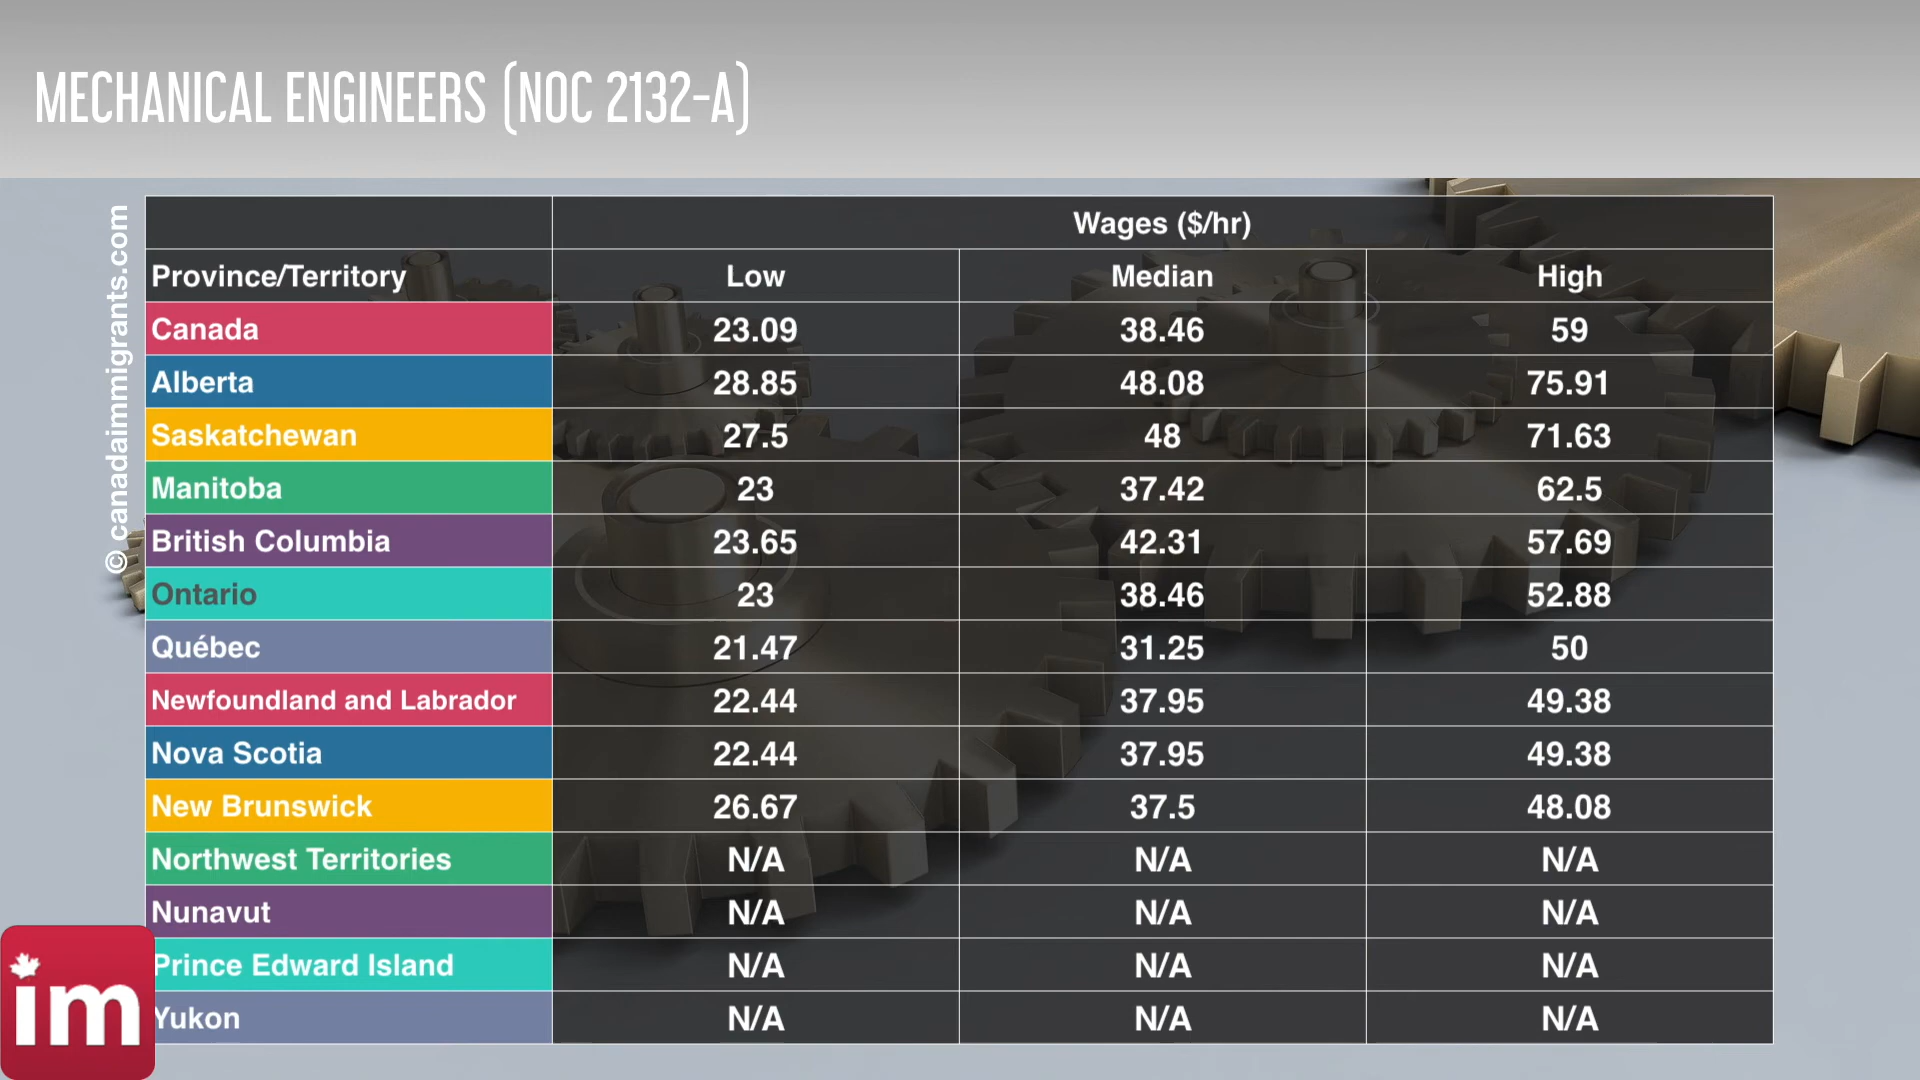 MECHANICAL ENGINEERS (NOC 2132-A)
© canadaimmigrants.com
Wages ($/hr)
Province/Territory Low Median High
Canada 23.09 38.46 59
Alberta 28.85 48.08 75.91
Saskatchewan 27.5 48 71.63
Manitoba 23 37.42 62.5
British Columbia 23.65 42.31 57.69
Ontario 23 38.46 52.88
Québec 21.47 31.25 50
Newfoundland and Labrador 22.44 37.95 49.38
Nova Scotia 22.44 37.95 49.38
New Brunswick 26.67 37.5 48.08
Northwest Territories N/A N/A N/A
Nunavut N/A N/A N/A
Prince Edward Island N/A N/A N/A
Yukon N/A N/A N/A
im